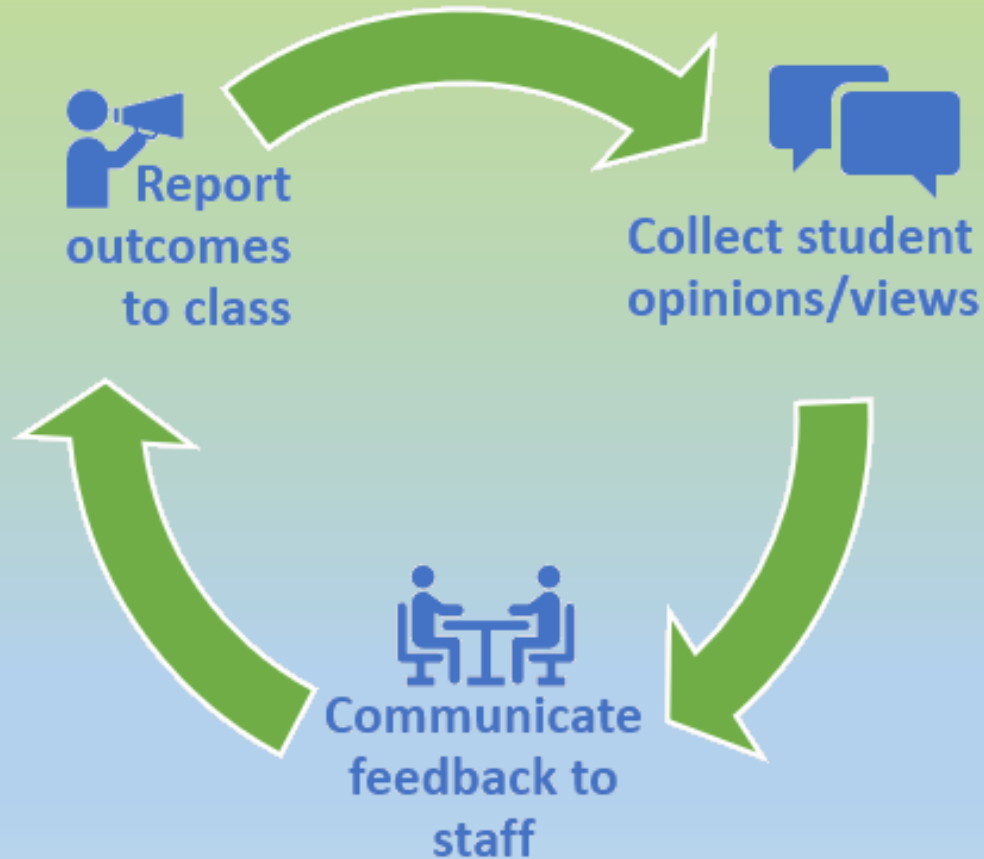 Report
outcomes
to class
Collect student
opinions/views
Communicate
feedback to
staff